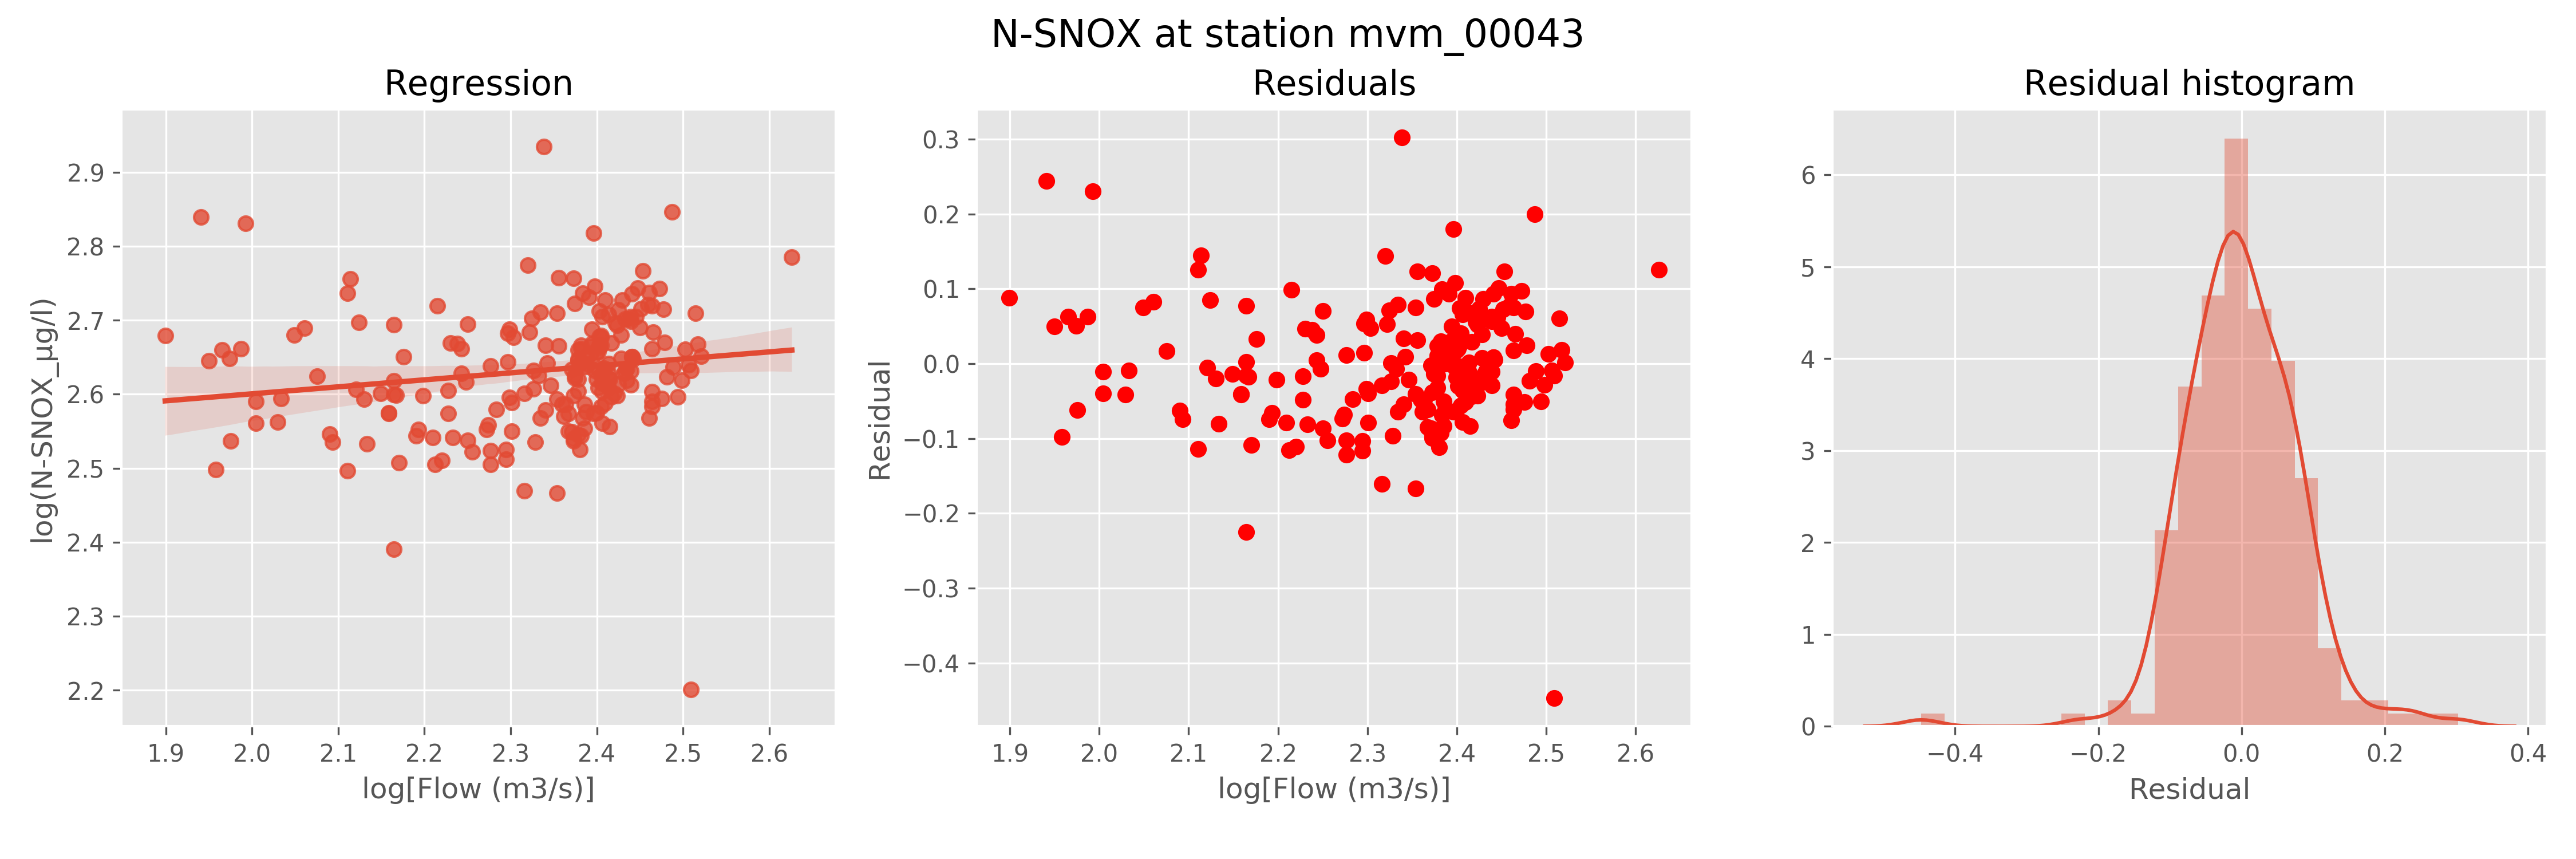 N-SNOX at station mvm_00043
Regression
2.9
2.8
2.7
2.6
2.5
2.4
2.3
2.2
log(N-SNOX_µg/l)
1.9 2.0 2.1 2.2 2.3 2.4 2.5 2.6
log[Flow (m3/s)]
Residuals
0.3
0.2
0.1
0.0
−0.1
−0.2
−0.3
−0.4
Residual
1.9 2.0 2.1 2.2 2.3 2.4 2.5 2.6
log[Flow (m3/s)]
Residual histogram
6
5
4
3
2
1
0
−0.4 −0.2 0.0 0.2 0.4
Residual